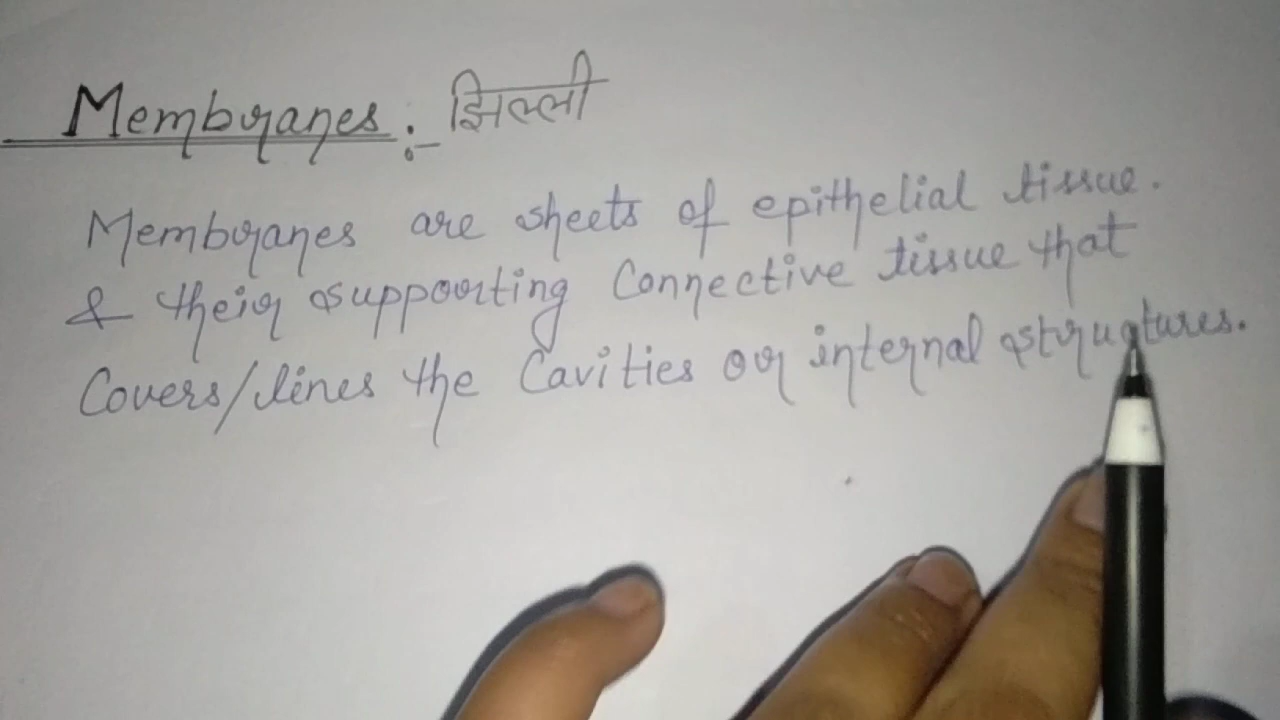 Membranes :- झिल्ली
Membranes are sheets of epithelial tissue.
& their supporting Connective tissue that
Covers/lines the Cavities or internal structures.